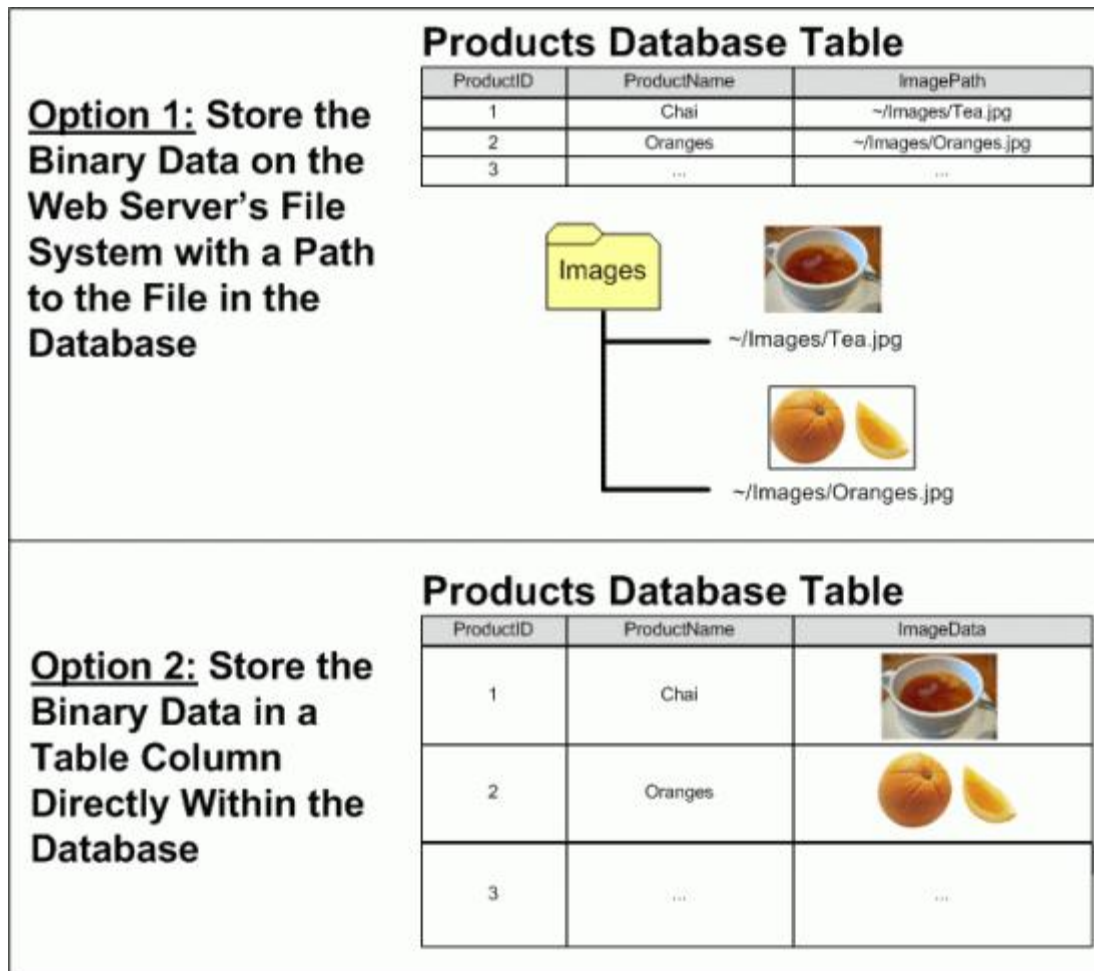 Option 1: Store the
Binary Data on the
Web Server's File
System with a Path
to the File in the
Database
Products Database Table
ProductID ProductName ImagePath
1 Chai ~/Images/Tea.jpg
2 Oranges ~/Images/Oranges.jpg
3 ... ...
Images
~/Images/Tea.jpg
~/Images/Oranges.jpg
Option 2: Store the
Binary Data in a
Table Column
Directly Within the
Database
Products Database Table
ProductID ProductName ImageData
1 Chai
2 Oranges
3 ... ...